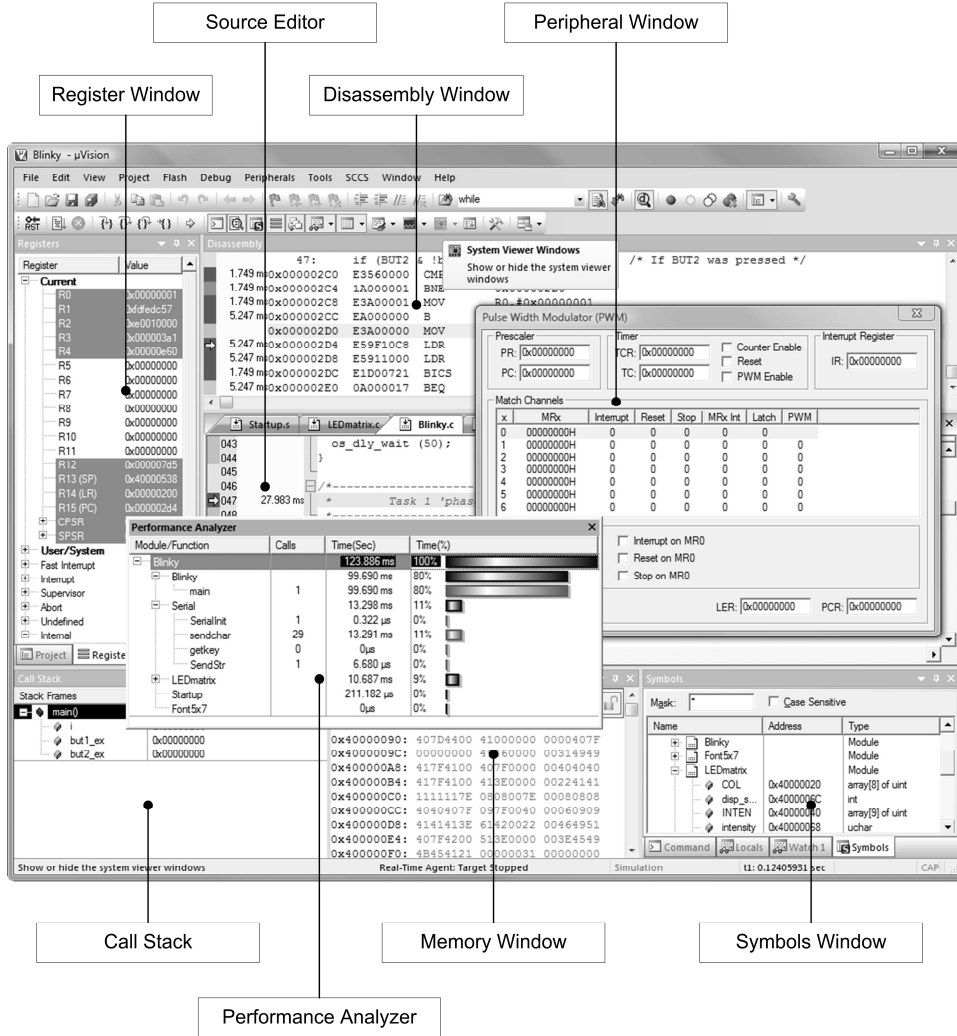 Source Editor
Peripheral Window
Register Window
Disassembly Window
Blinky - µVision
File Edit View Project Flash Debug Peripherals Tools SCCS Window Help
while
RST
Registers
Disassembly
Register Value
Current
R0 0x00000001
R1 0xfdfedc57
R2 0xe0010000
R3 0x000003a1
R4 0x00000e60
R5 0x00000000
R6 0x00000000
R7 0x00000000
R8 0x00000000
R9 0x00000000
R10 0x00000000
R11 0x00000000
R12 0x000007d5
R13 (SP) 0x40000538
R14 (LR) 0x00000200
R15 (PC) 0x000002d4
CPSR
SPSR
User/System
Fast Interrupt
Interrupt
Supervisor
Abort
Undefined
Internal
Project Registe
47: if (BUT2 & !b /* If BUT2 was pressed */
1.749 ms 0x000002C0 E3560000 CMP
1.749 ms 0x000002C4 1A000001 BNE
1.749 ms 0x000002C8 E3A00001 MOV R0,#0x00000001
5.247 ms 0x000002CC EA000000 B
0x000002D0 E3A00000 MOV
5.247 ms 0x000002D4 E59F10C8 LDR
5.247 ms 0x000002D8 E5911000 LDR
1.749 ms 0x000002DC E1D00721 BICS
5.247 ms 0x000002E0 0A000017 BEQ
System Viewer Windows
Show or hide the system viewer
windows
Pulse Width Modulator (PWM)
Prescaler
PR: 0x00000000
PC: 0x00000000
Timer
TCR: 0x00000000
TC: 0x00000000
Counter Enable
Reset
PWM Enable
Interrupt Register
IR: 0x00000000
Match Channels
x MRx Interrupt Reset Stop MRx Int Latch PWM
0 00000000H 0 0 0 0 0
1 00000000H 0 0 0 0 0 0
2 00000000H 0 0 0 0 0 0
3 00000000H 0 0 0 0 0 0
4 00000000H 0 0 0 0 0 0
5 00000000H 0 0 0 0 0 0
6 00000000H 0 0 0 0 0 0
Interrupt on MR0
Reset on MR0
Stop on MR0
LER: 0x00000000 PCR: 0x00000000
Startup.s LEDmatrix.c Blinky.c
043 os_dly_wait (50);
044 }
045
046 /*-----------------
047 27.983 ms * Task 1 'phas
048 *-----------------
Performance Analyzer
Module/Function Calls Time(Sec) Time(%)
Blinky 123.886 ms 100%
Blinky 99.690 ms 80%
main 1 99.690 ms 80%
Serial 13.298 ms 11%
SerialInit 1 0.322 µs 0%
sendchar 29 13.291 ms 11%
getkey 0 0µs 0%
SendStr 1 6.680 µs 0%
LEDmatrix 10.687 ms 9%
Startup 211.182 µs 0%
Font5x7 0µs 0%
Call Stack
Stack Frames
main()
i
but1_ex 0x00000000
but2_ex 0x00000000
0x40000090: 407D4400 41000000 0000407F
0x4000009C: 00000000 00314949
0x400000A8: 417F4100 407F0000 00404040
0x400000B4: 417F4100 413E0000 00224141
0x400000C0: 1111117E 0808007E 00080808
0x400000CC: 4040407F 097F0040 00060909
0x400000D8: 4141413E 61420022 00464951
0x400000E4: 407F4200 513E0000 003E4549
0x400000F0: 4B454121 00000031 00000000
Symbols
Mask: * Case Sensitive
Name Address Type
Blinky Module
Font5x7 Module
LEDmatrix Module
COL 0x40000020 array[8] of uint
disp_s... 0x4000006C int
INTEN 0x40000040 array[9] of uint
intensity 0x40000068 uchar
Command Locals Watch 1 Symbols
Show or hide the system viewer windows Real-Time Agent: Target Stopped Simulation t1: 0.12405931 sec CAP
Call Stack
Memory Window
Symbols Window
Performance Analyzer